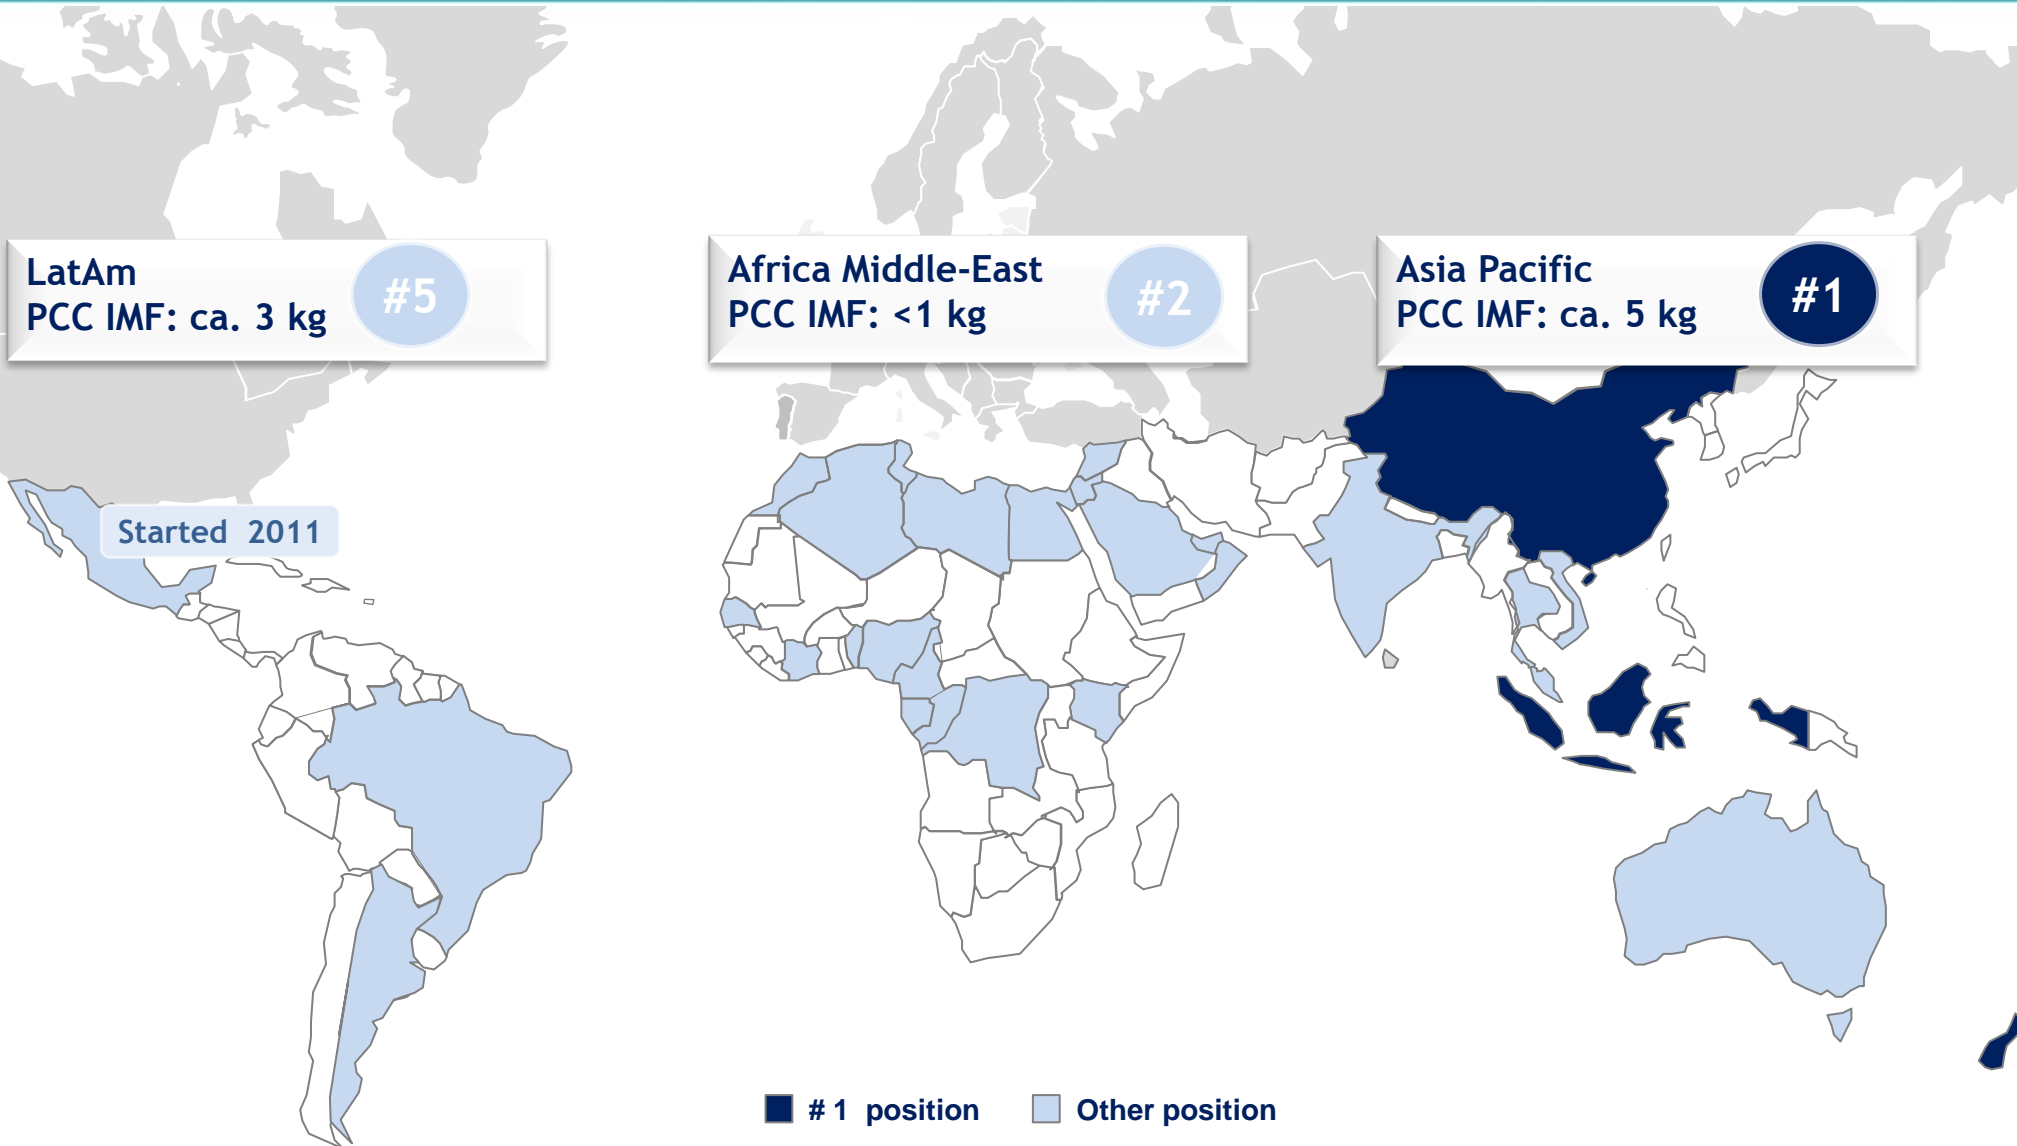 LatAm
PCC IMF: ca. 3 kg
#5
Africa Middle-East
PCC IMF: <1 kg
#2
Asia Pacific
PCC IMF: ca. 5 kg
#1
Started 2011
# 1 position
Other position